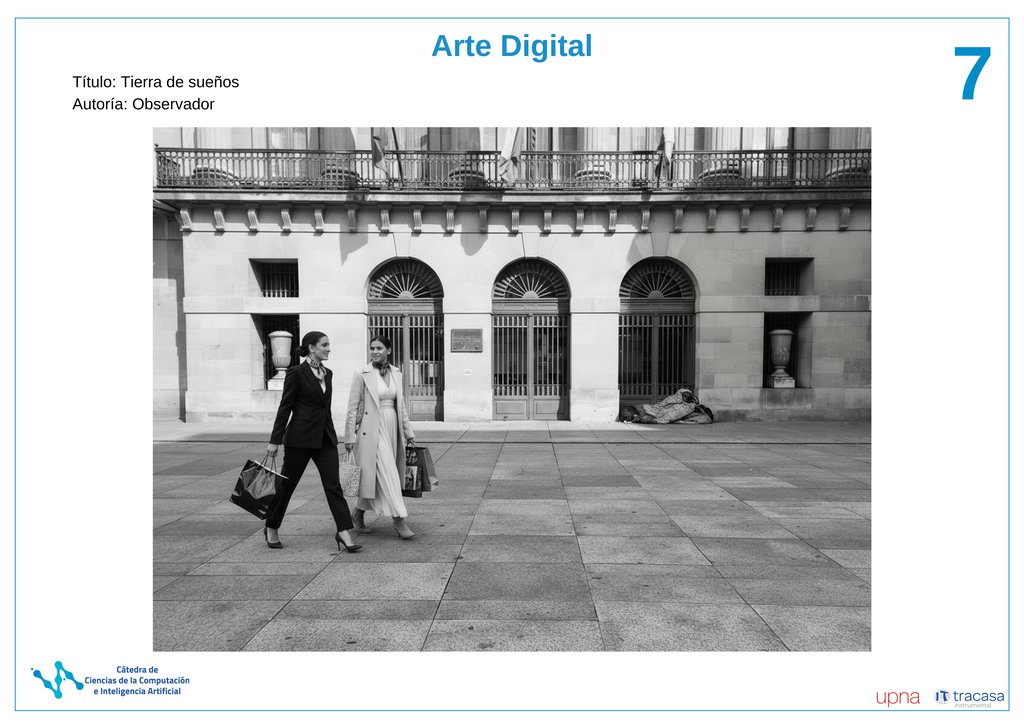 Arte Digital
7
Título: Tierra de sueños
Autoría: Observador
Cátedra de
Ciencias de la Computación
e Inteligencia Artificial
upna
tracasa
instrumental